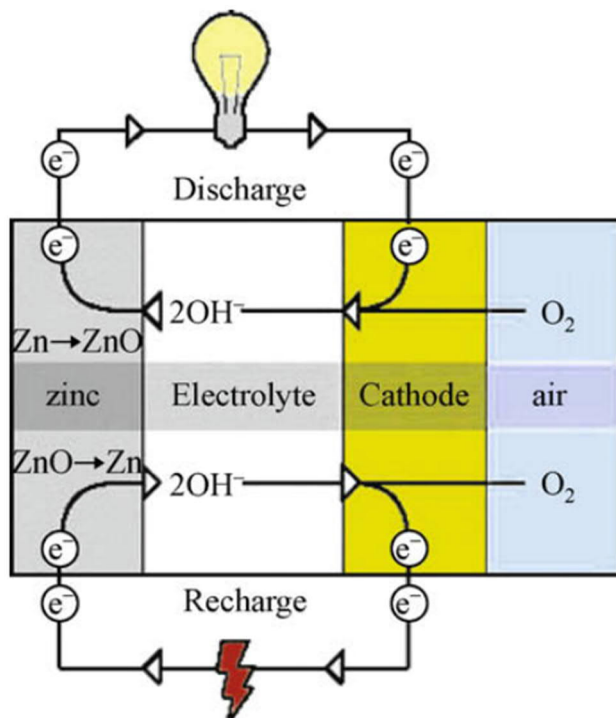 e⁻ e⁻
Discharge
e⁻ e⁻
2OH⁻ O₂
Zn→ZnO
zinc Electrolyte Cathode air
ZnO→Zn
2OH⁻ O₂
e⁻ e⁻
e⁻ Recharge e⁻